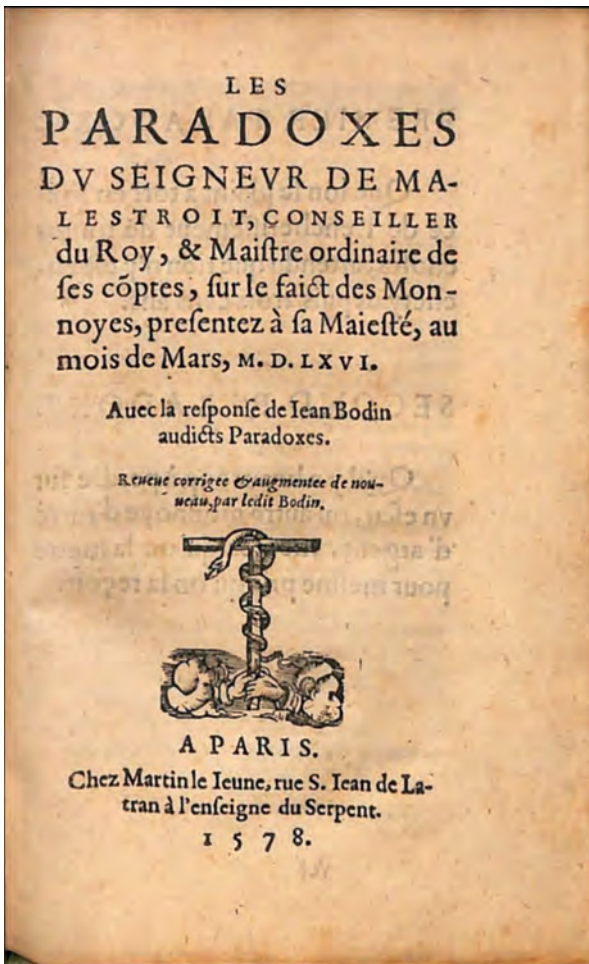 LES
PARADOXES
DV SEIGNEVR DE MA-
LESTROIT, CONSEILLER
du Roy, & Maiſtre ordinaire de
ſes cõptes, ſur le faict des Mon-
noyes, preſentez à ſa Maieſté, au
mois de Mars, M. D. LXVI.
Auec la reſponſe de Iean Bodin
audicts Paradoxes.
Reueue corrigee & augmentee de nou-
ueau, par ledit Bodin.
A PARIS.
Chez Martin le Ieune, rue S. Iean de La-
tran à l'enſeigne du Serpent.
1578.